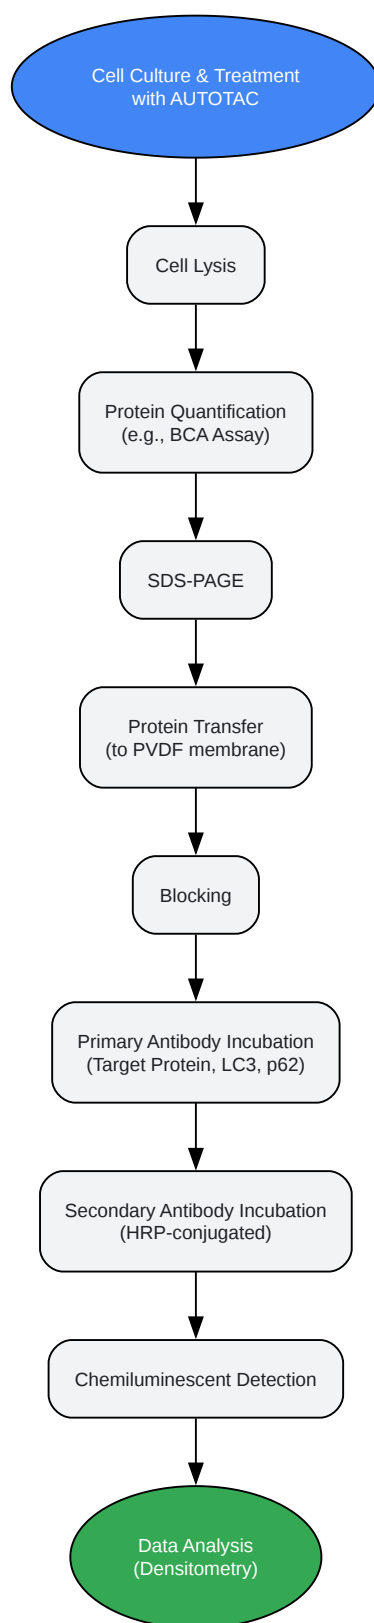 Cell Culture & Treatment
with AUTOTAC
Cell Lysis
Protein Quantification
(e.g., BCA Assay)
SDS-PAGE
Protein Transfer
(to PVDF membrane)
Blocking
Primary Antibody Incubation
(Target Protein, LC3, p62)
Secondary Antibody Incubation
(HRP-conjugated)
Chemiluminescent Detection
Data Analysis
(Densitometry)